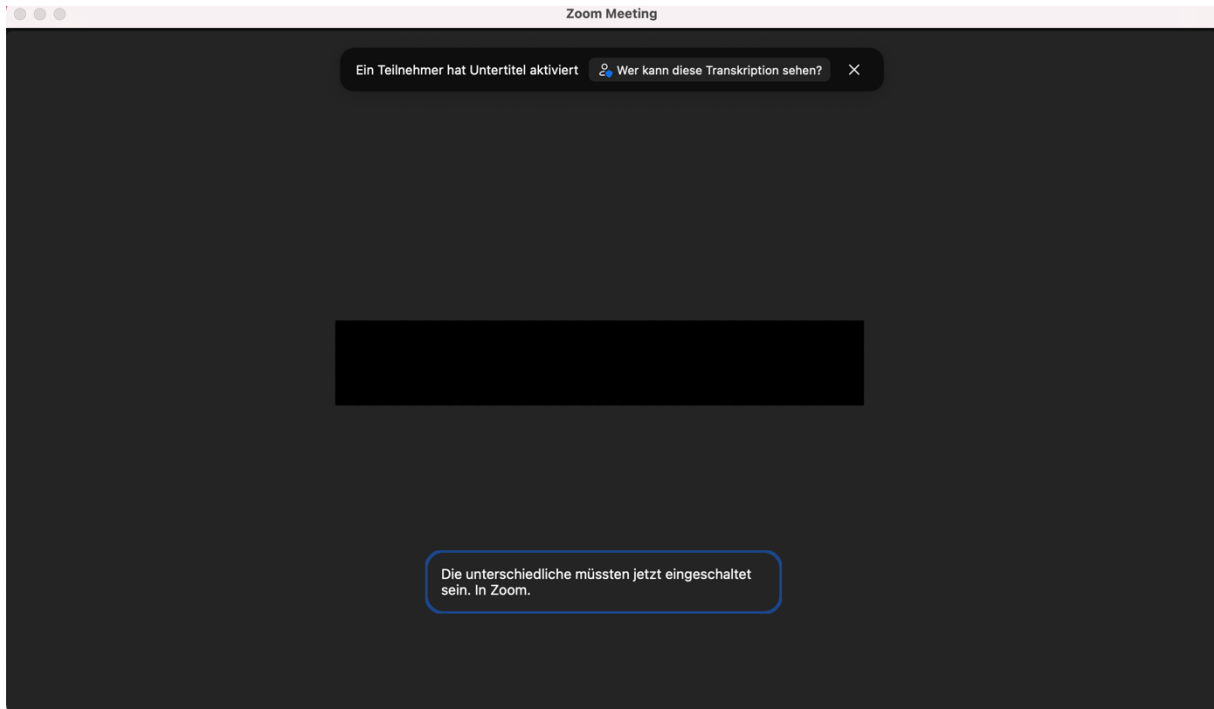 Zoom Meeting
Ein Teilnehmer hat Untertitel aktiviert Wer kann diese Transkription sehen?
Die unterschiedliche müssten jetzt eingeschaltet
sein. In Zoom.